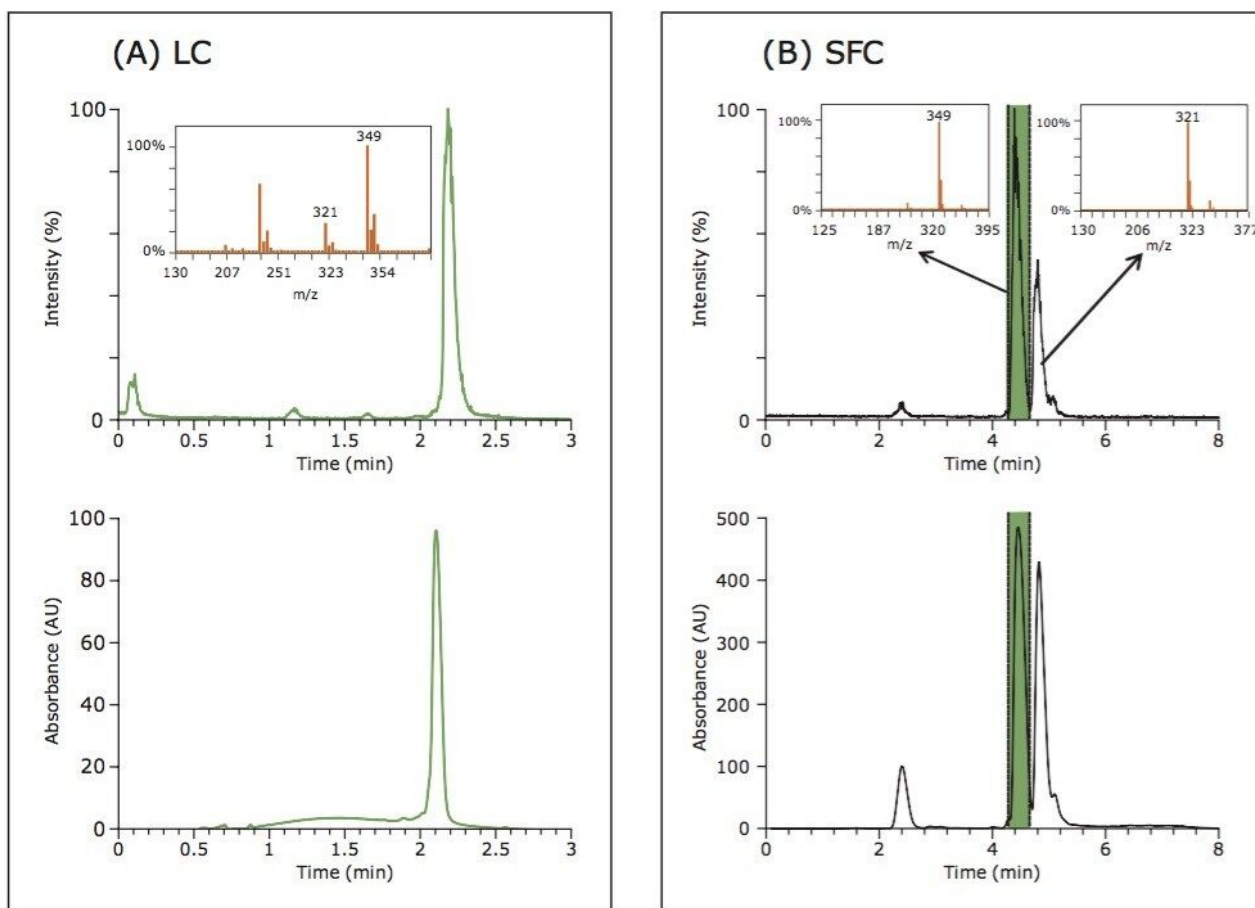 (A) LC
100
Intensity (%)
0
0 0.5 1 1.5 2 2.5 3
Time (min)
100%
0%
349
321
130 207 251 323 354
m/z
100
80
60
40
20
0
Absorbance (AU)
0 0.5 1 1.5 2 2.5 3
Time (min)
(B) SFC
100
Intensity (%)
0
0 2 4 6 8
Time (min)
100%
0%
349
125 187 320 395
m/z
100%
0%
321
130 206 323 377
m/z
500
400
300
200
100
0
Absorbance (AU)
0 2 4 6 8
Time (min)